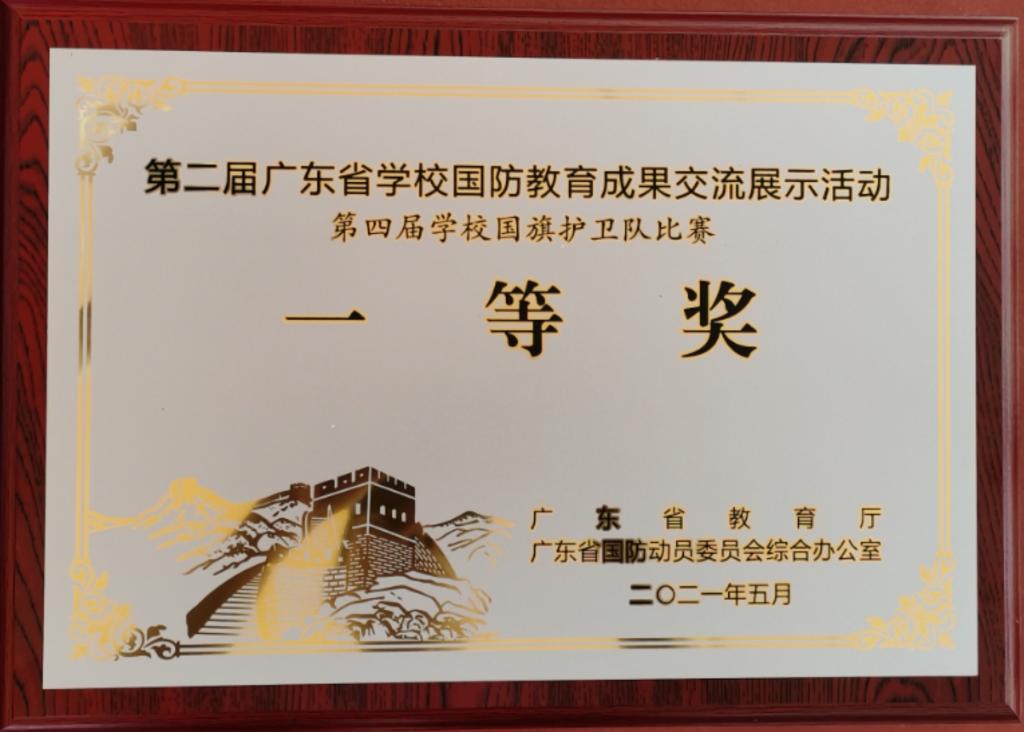 第二届广东省学校国防教育成果交流展示活动
第四届学校国旗护卫队比赛
一等奖
广东省教育厅
广东省国防动员委员会综合办公室
二〇二一年五月